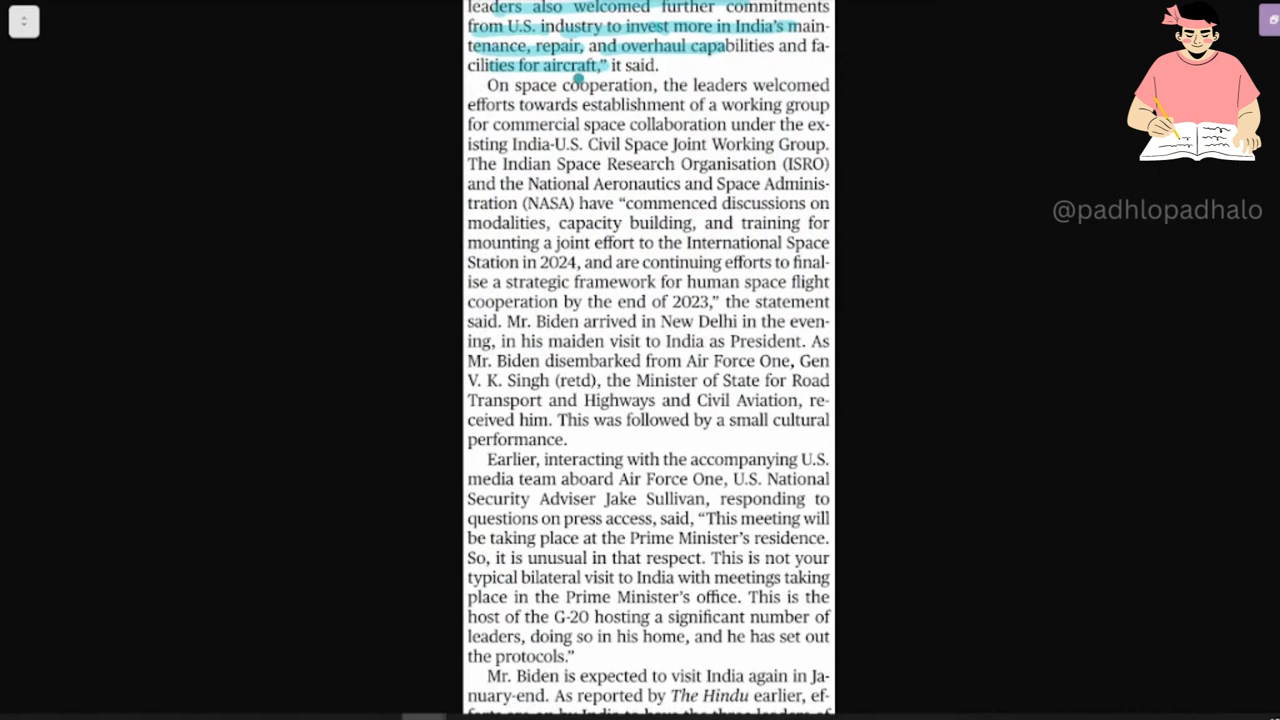 leaders also welcomed further commitments
from U.S. industry to invest more in India's main-
tenance, repair, and overhaul capabilities and fa-
cilities for aircraft,” it said.
On space cooperation, the leaders welcomed
efforts towards establishment of a working group
for commercial space collaboration under the ex-
isting India-U.S. Civil Space Joint Working Group.
The Indian Space Research Organisation (ISRO)
and the National Aeronautics and Space Adminis-
tration (NASA) have “commenced discussions on
modalities, capacity building, and training for
mounting a joint effort to the International Space
Station in 2024, and are continuing efforts to final-
ise a strategic framework for human space flight
cooperation by the end of 2023,” the statement
said. Mr. Biden arrived in New Delhi in the even-
ing, in his maiden visit to India as President. As
Mr. Biden disembarked from Air Force One, Gen
V. K. Singh (retd), the Minister of State for Road
Transport and Highways and Civil Aviation, re-
ceived him. This was followed by a small cultural
performance.
Earlier, interacting with the accompanying U.S.
media team aboard Air Force One, U.S. National
Security Adviser Jake Sullivan, responding to
questions on press access, said, “This meeting will
be taking place at the Prime Minister’s residence.
So, it is unusual in that respect. This is not your
typical bilateral visit to India with meetings taking
place in the Prime Minister’s office. This is the
host of the G-20 hosting a significant number of
leaders, doing so in his home, and he has set out
the protocols.”
Mr. Biden is expected to visit India again in Ja-
nuary-end. As reported by The Hindu earlier, ef-
@padhlopadhalo